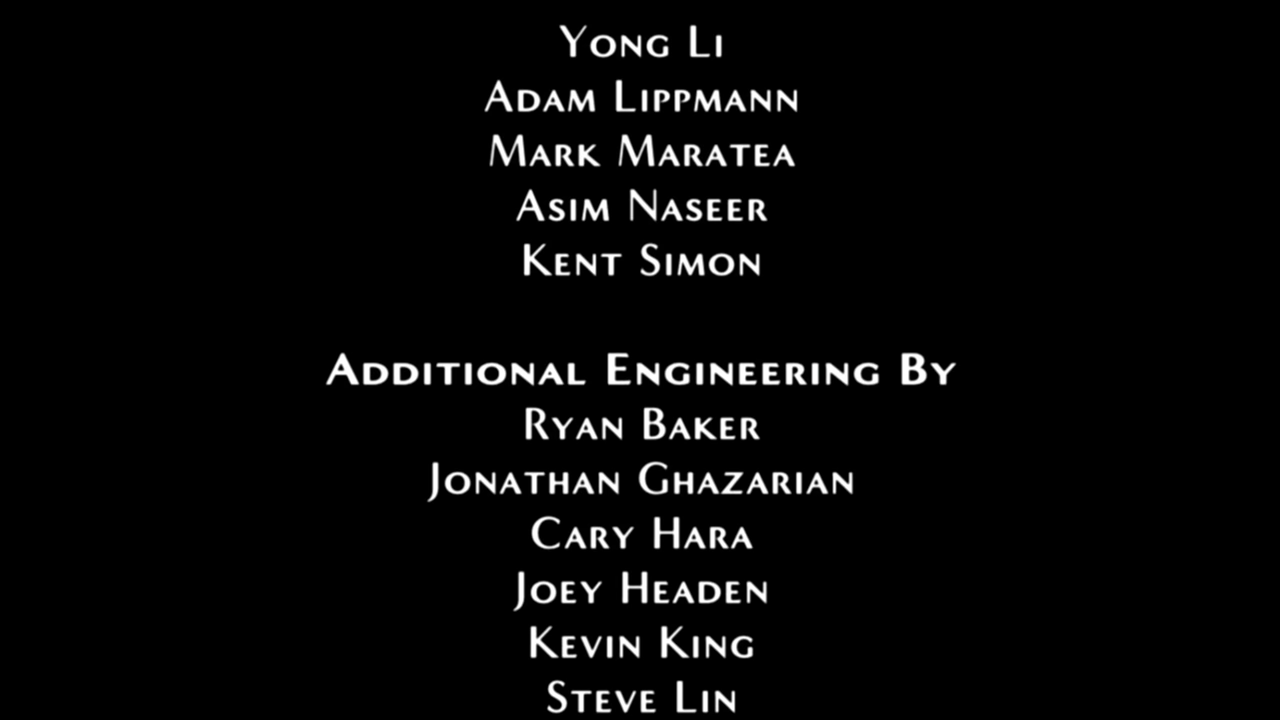 Yong Li
Adam Lippmann
Mark Maratea
Asim Naseer
Kent Simon
Additional Engineering By
Ryan Baker
Jonathan Ghazarian
Cary Hara
Joey Headen
Kevin King
Steve Lin